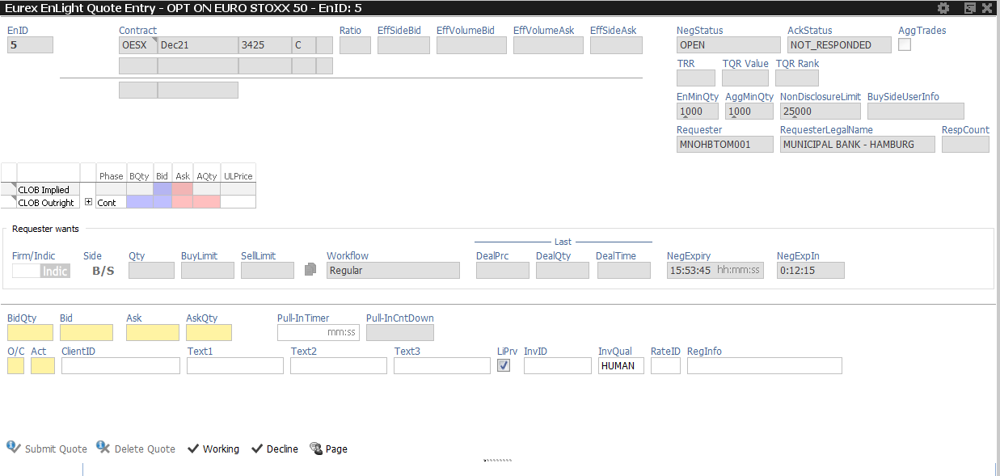 Eurex EnLight Quote Entry - OPT ON EURO STOXX 50 - EnID: 5
EnID Contract Ratio EffSideBid EffVolumeBid EffVolumeAsk EffSideAsk NegStatus AckStatus AggTrades
5 OESX Dec21 3425 C OPEN NOT_RESPONDED
TRR TQR Value TQR Rank
EnMinQty AggMinQty NonDisclosureLimit BuySideUserInfo
1000 1000 25000
Requester RequesterLegalName RespCount
MNOHBTOM001 MUNICIPAL BANK - HAMBURG
Phase BQty Bid Ask AQty ULPrice
CLOB Implied
CLOB Outright Cont
Requester wants
Last
Firm/Indic Side Qty BuyLimit SellLimit Workflow DealPrc DealQty DealTime NegExpiry NegExpIn
Indic B/S Regular 15:53:45 hh:mm:ss 0:12:15
BidQty Bid Ask AskQty Pull-InTimer Pull-InCntDown
mm:ss
O/C Act ClientID Text1 Text2 Text3 LiPrv InvID InvQual RateID RegInfo
HUMAN
Submit Quote Delete Quote Working Decline Page